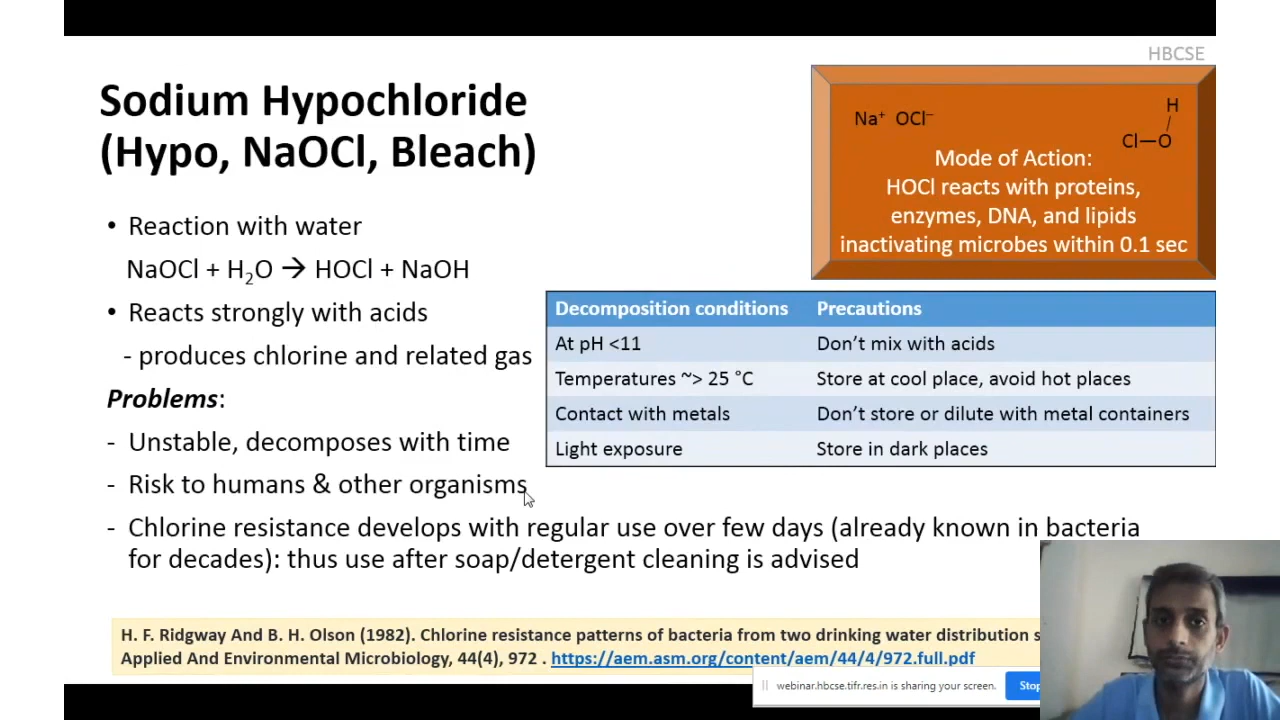 HBCSE
Sodium Hypochloride
(Hypo, NaOCl, Bleach)
• Reaction with water
NaOCl + H₂O → HOCl + NaOH
• Reacts strongly with acids
- produces chlorine and related gas
Problems:
- Unstable, decomposes with time
- Risk to humans & other organisms
- Chlorine resistance develops with regular use over few days (already known in bacteria
for decades): thus use after soap/detergent cleaning is advised
Na⁺ OCl⁻
H
Cl—O
Mode of Action:
HOCl reacts with proteins,
enzymes, DNA, and lipids
inactivating microbes within 0.1 sec
Decomposition conditions Precautions
At pH <11 Don't mix with acids
Temperatures ~> 25 °C Store at cool place, avoid hot places
Contact with metals Don't store or dilute with metal containers
Light exposure Store in dark places
H. F. Ridgway And B. H. Olson (1982). Chlorine resistance patterns of bacteria from two drinking water distribution
Applied And Environmental Microbiology, 44(4), 972 . https://aem.asm.org/content/aem/44/4/972.full.pdf
webinar.hbcse.tifr.res.in is sharing your screen.